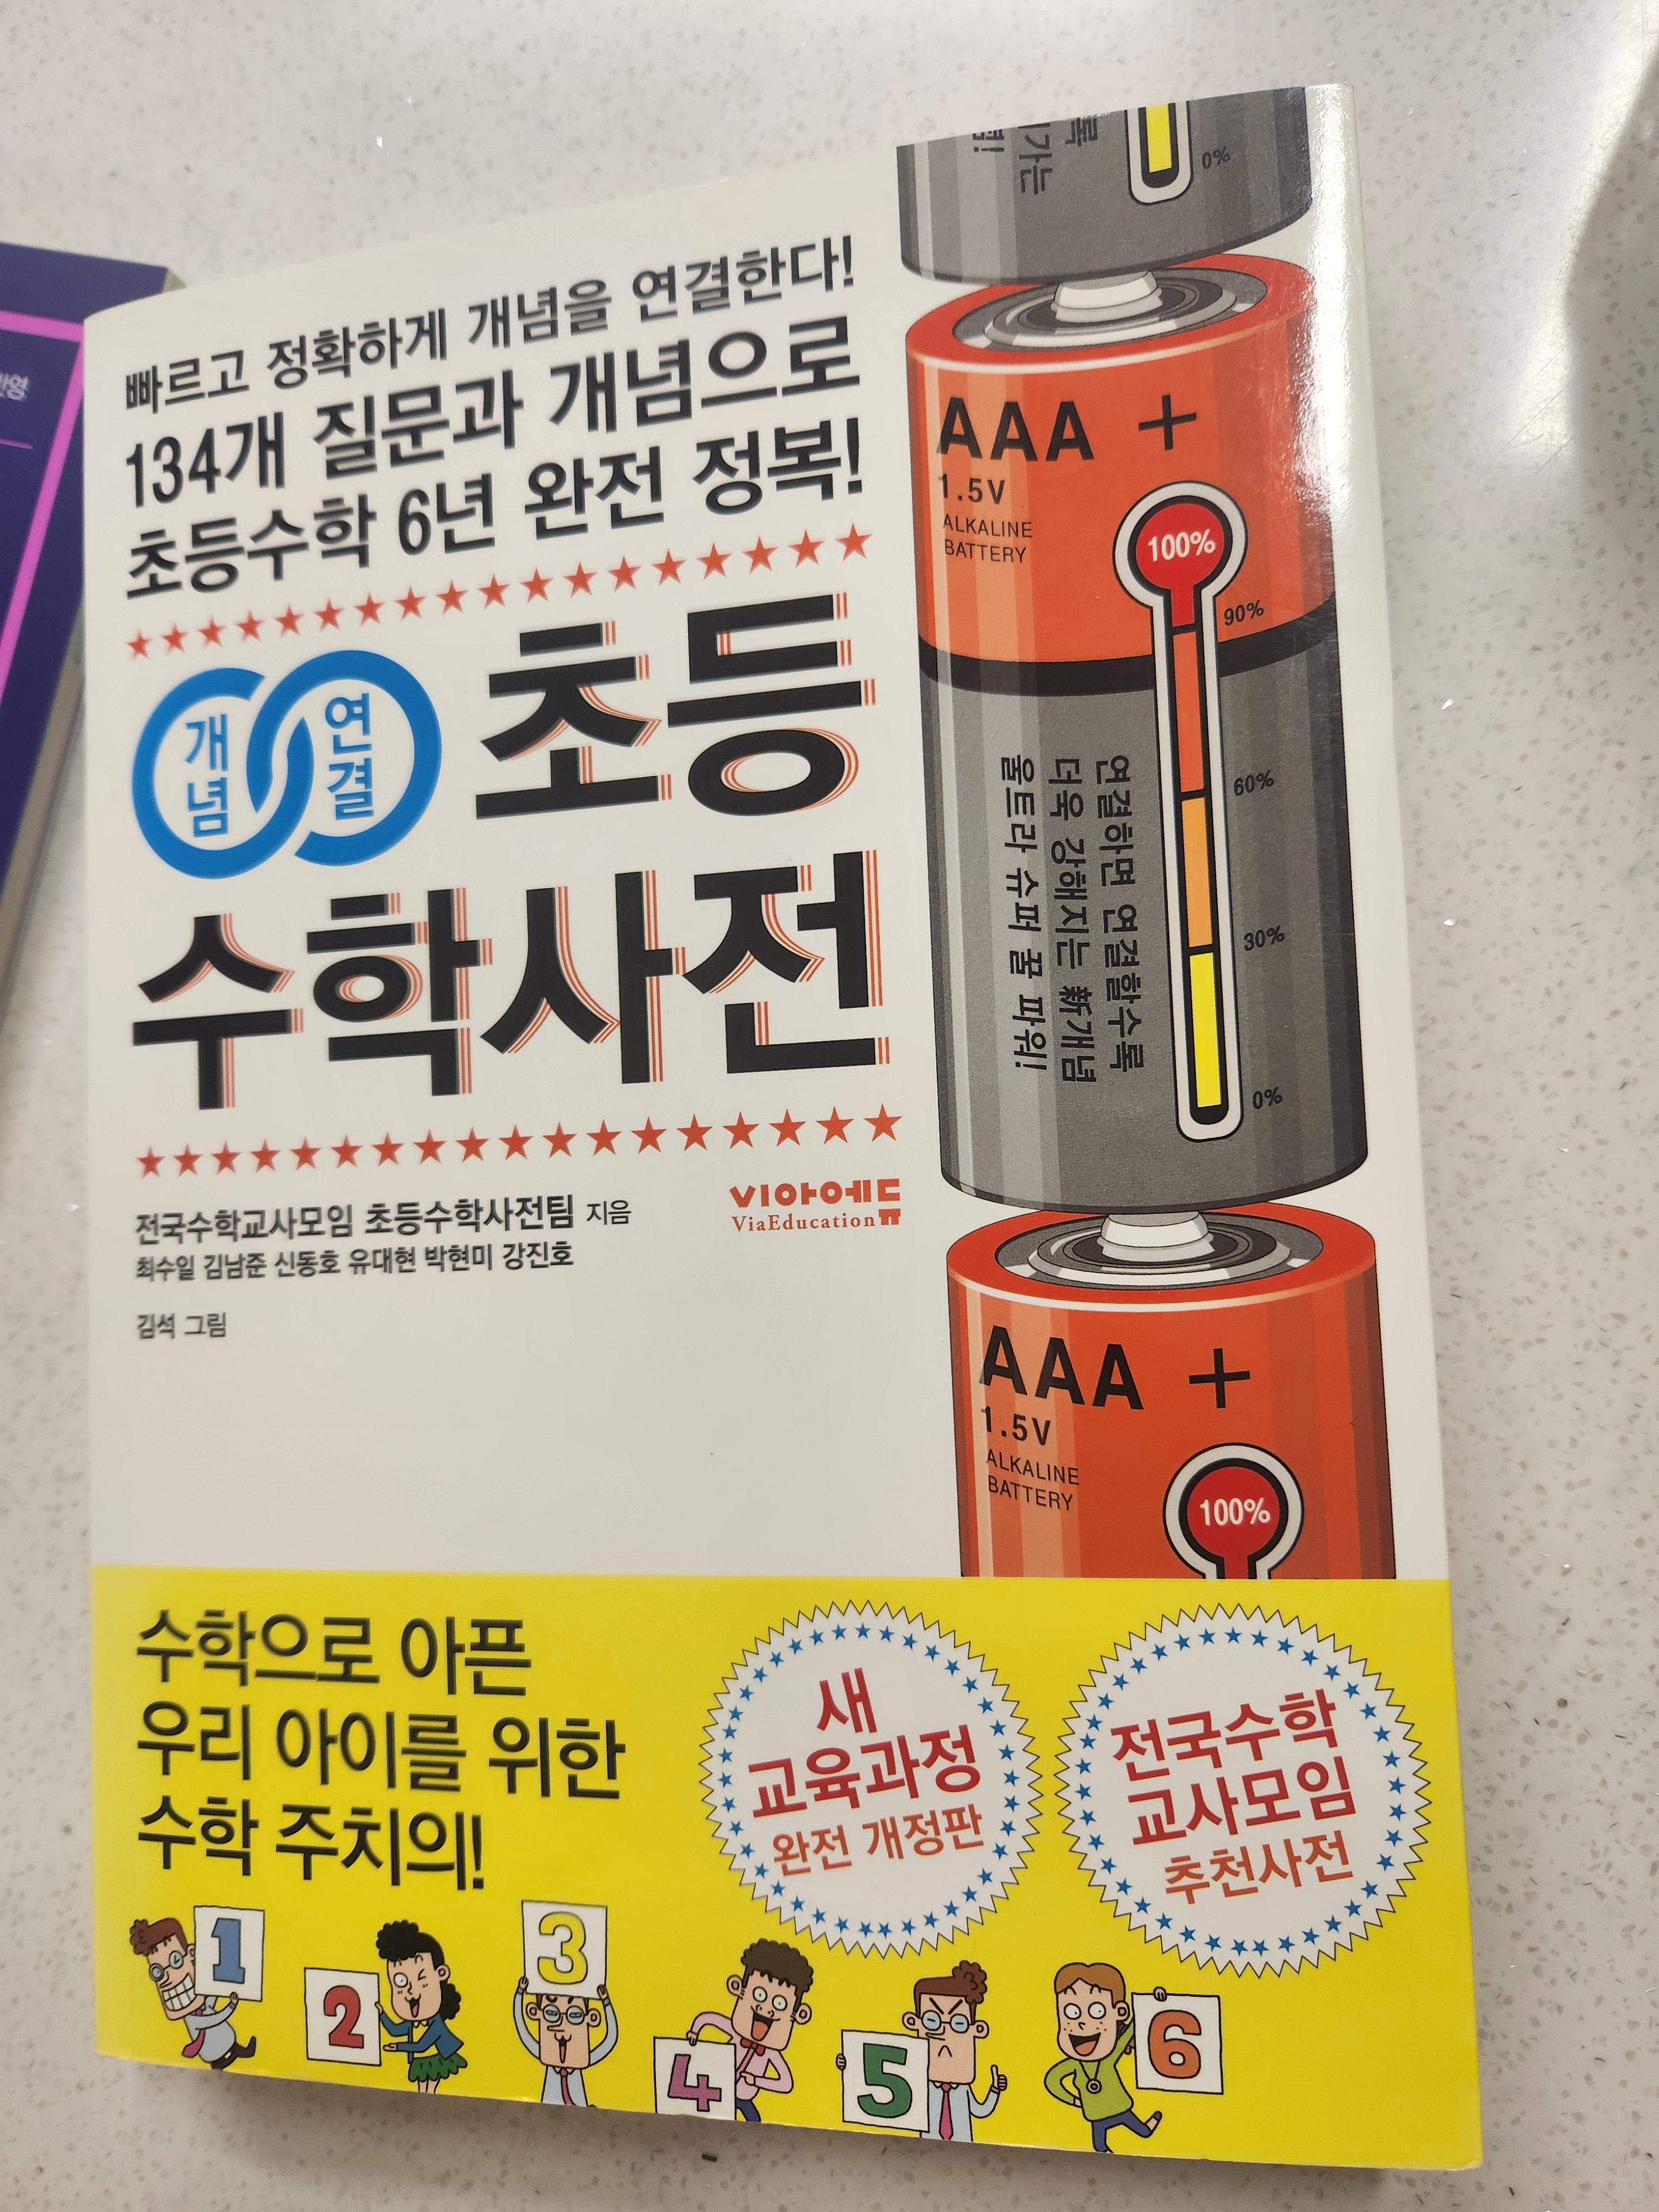 빠르고 정확하게 개념을 연결한다!
134개 질문과 개념으로
초등수학 6년 완전 정복!
개념
연결
초등
수학사전
전국수학교사모임 초등수학사전팀 지음
최수일 김남준 신동호 유대현 박현미 강진호
김석 그림
비아에듀
ViaEducation
가는
0%
AAA +
1.5V
ALKALINE
BATTERY
100%
90%
60%
30%
0%
연결하면 연결할수록
더욱 강해지는 新개념
울트라 슈퍼 꿀 파워!
AAA +
1.5V
ALKALINE
BATTERY
100%
수학으로 아픈
우리 아이를 위한
수학 주치의!
새
교육과정
완전 개정판
전국수학
교사모임
추천사전
1
2
3
4
5
6